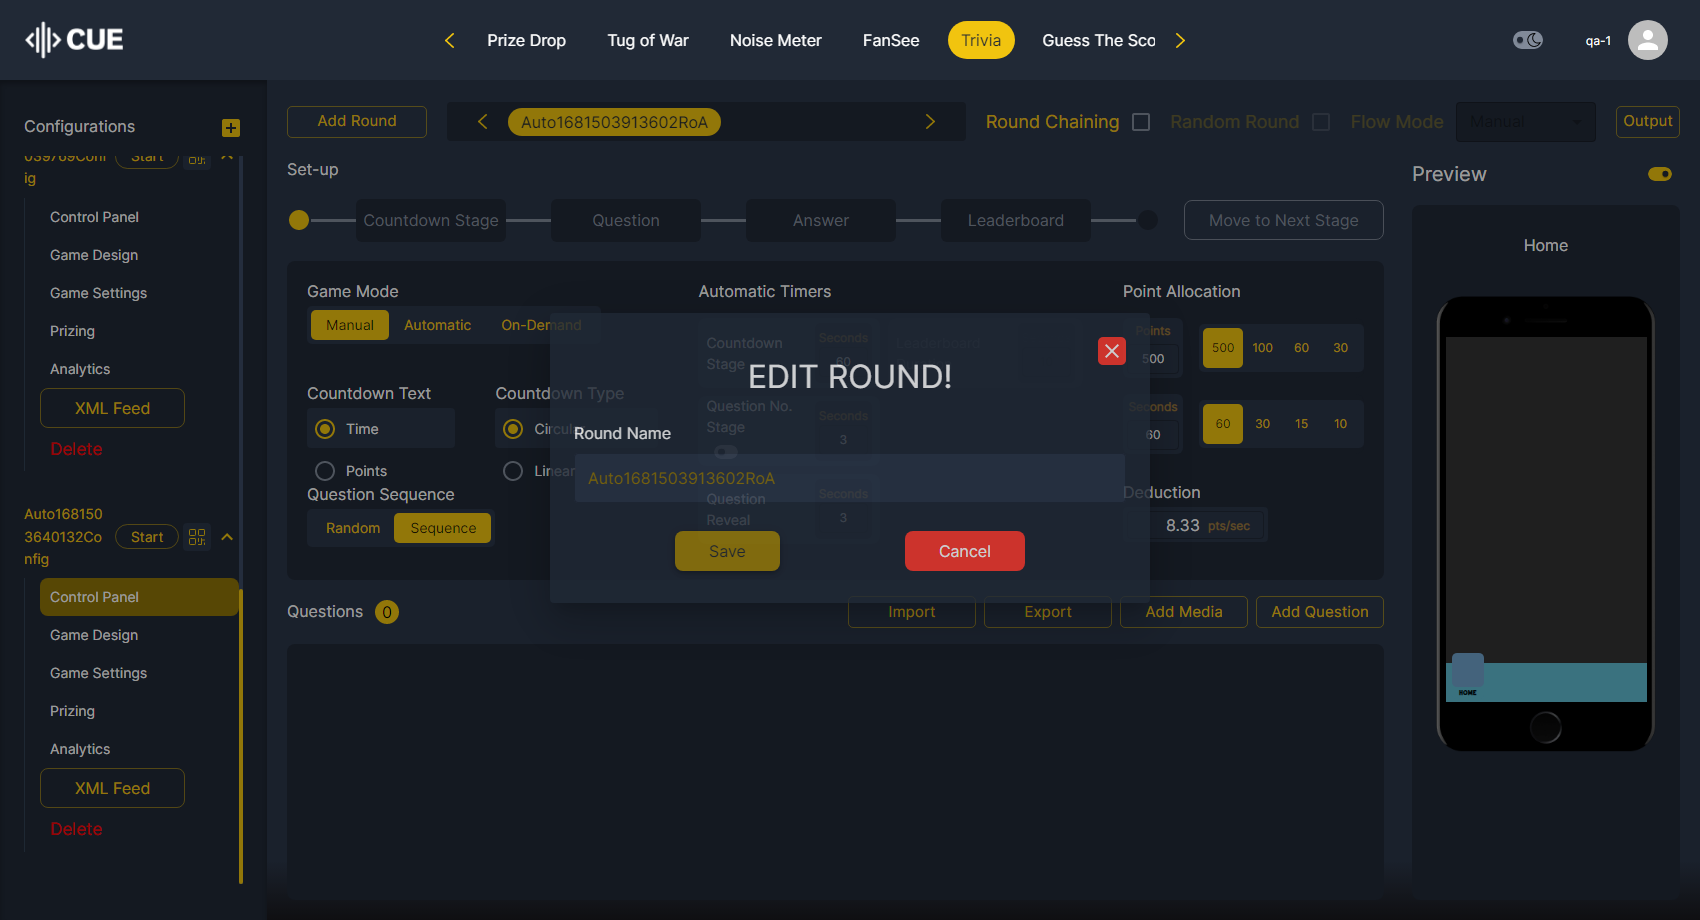 CUE
Prize Drop
Tug of War
Noise Meter
FanSee
Trivia
Guess The Sco
qa-1
Configurations
Add Round
Auto1681503913602RoA
Round Chaining
Random Round
Flow Mode
Manual
Output
039769Conf
ig
Start
Control Panel
Game Design
Game Settings
Prizing
Analytics
XML Feed
Delete
Auto168150
3640132Co
nfig
Start
Control Panel
Game Design
Game Settings
Prizing
Analytics
XML Feed
Delete
Set-up
Countdown Stage
Question
Answer
Leaderboard
Move to Next Stage
Game Mode
Manual
Automatic
On-Demand
Countdown Text
Time
Points
Countdown Type
Circula
Linear
Question Sequence
Random
Sequence
Automatic Timers
Countdown
Stage
Seconds
60
Question No.
Stage
Seconds
3
Question
Reveal
Seconds
3
Point Allocation
Points
500
500
100
60
30
Seconds
60
60
30
15
10
Deduction
8.33 pts/sec
EDIT ROUND!
Round Name
Auto1681503913602RoA
Save
Cancel
Questions 0
Import
Export
Add Media
Add Question
Preview
Home
HOME